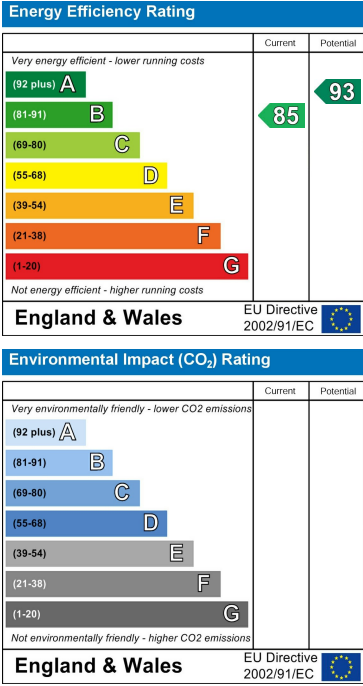 Energy Efficiency Rating
Current Potential
Very energy efficient - lower running costs
(92 plus) A
(81-91) B
(69-80) C
(55-68) D
(39-54) E
(21-38) F
(1-20) G
85
93
Not energy efficient - higher running costs
England & Wales
EU Directive
2002/91/EC
Environmental Impact (CO₂) Rating
Current Potential
Very environmentally friendly - lower CO2 emissions
(92 plus) A
(81-91) B
(69-80) C
(55-68) D
(39-54) E
(21-38) F
(1-20) G
Not environmentally friendly - higher CO2 emissions
England & Wales
EU Directive
2002/91/EC